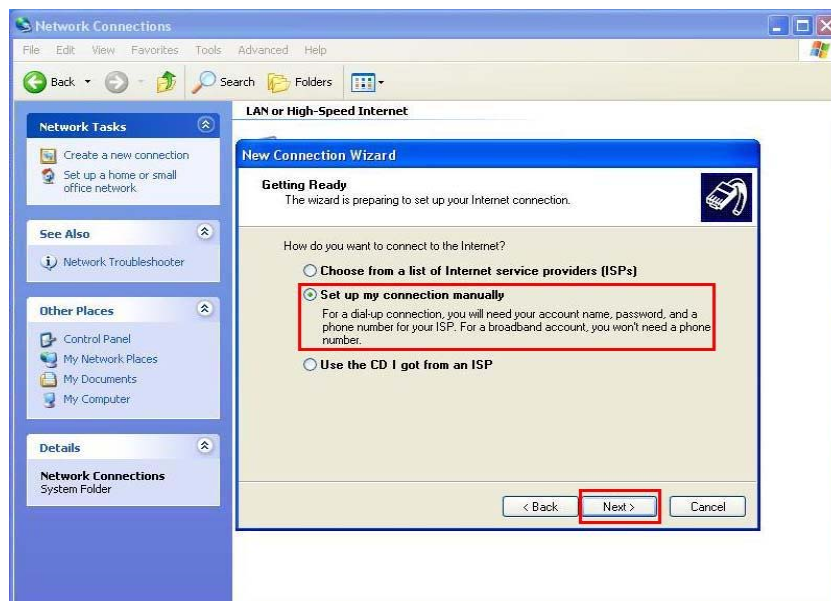 Network Connections
File Edit View Favorites Tools Advanced Help
Back Search Folders
Network Tasks
Create a new connection
Set up a home or small
office network
See Also
Network Troubleshooter
Other Places
Control Panel
My Network Places
My Documents
My Computer
Details
Network Connections
System Folder
LAN or High-Speed Internet
New Connection Wizard
Getting Ready
The wizard is preparing to set up your Internet connection.
How do you want to connect to the Internet?
Choose from a list of Internet service providers (ISPs)
Set up my connection manually
For a dial-up connection, you will need your account name, password, and a
phone number for your ISP. For a broadband account, you won't need a phone
number.
Use the CD I got from an ISP
< Back Next > Cancel